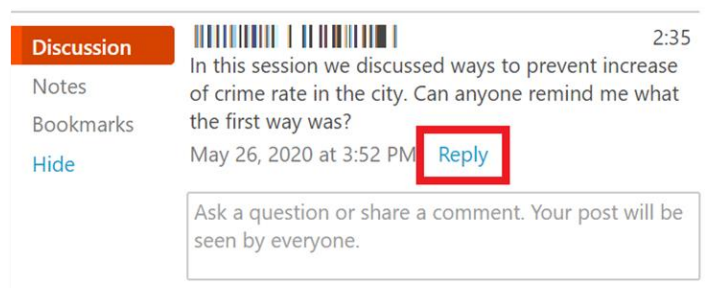 Discussion
Notes
Bookmarks
Hide
2:35
In this session we discussed ways to prevent increase
of crime rate in the city. Can anyone remind me what
the first way was?
May 26, 2020 at 3:52 PM Reply
Ask a question or share a comment. Your post will be
seen by everyone.